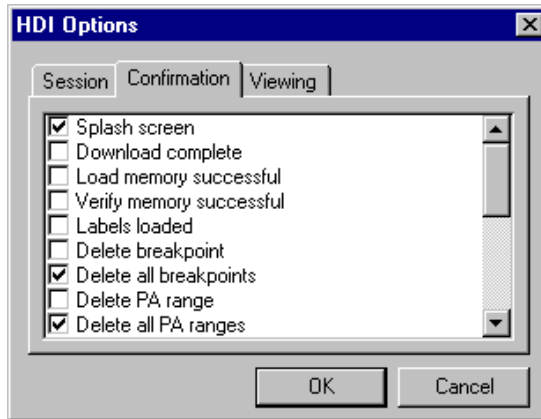 HDI Options
Session Confirmation Viewing
Splash screen
Download complete
Load memory successful
Verify memory successful
Labels loaded
Delete breakpoint
Delete all breakpoints
Delete PA range
Delete all PA ranges
OK Cancel